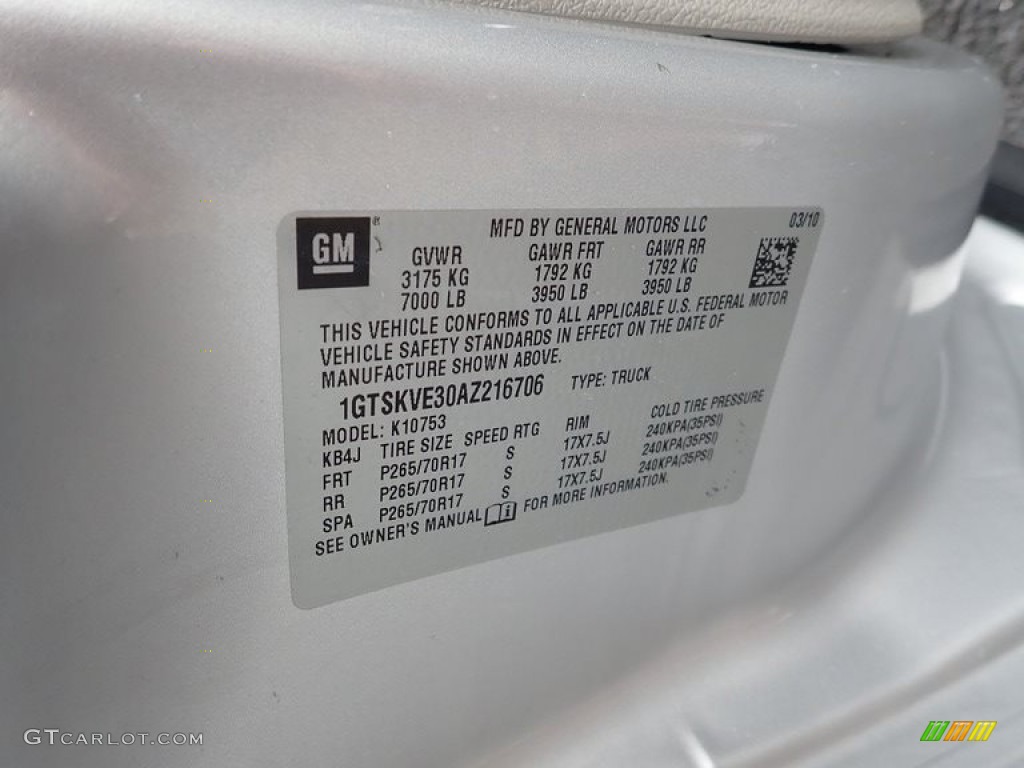 GM® MFD BY GENERAL MOTORS LLC 03/10
GVWR GAWR FRT GAWR RR
3175 KG 1792 KG 1792 KG
7000 LB 3950 LB 3950 LB
THIS VEHICLE CONFORMS TO ALL APPLICABLE U.S. FEDERAL MOTOR
VEHICLE SAFETY STANDARDS IN EFFECT ON THE DATE OF
MANUFACTURE SHOWN ABOVE.
1GTSKVE30AZ216706 TYPE: TRUCK
MODEL: K10753
KB4J TIRE SIZE SPEED RTG RIM COLD TIRE PRESSURE
FRT P265/70R17 S 17X7.5J 240KPA(35PSI)
RR P265/70R17 S 17X7.5J 240KPA(35PSI)
SPA P265/70R17 S 17X7.5J 240KPA(35PSI)
SEE OWNER'S MANUAL FOR MORE INFORMATION.
GTCARLOT.COM